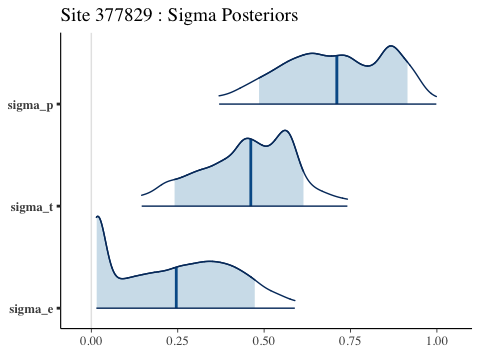 Site 377829 : Sigma Posteriors
sigma_p
sigma_t
sigma_e
0.00 0.25 0.50 0.75 1.00